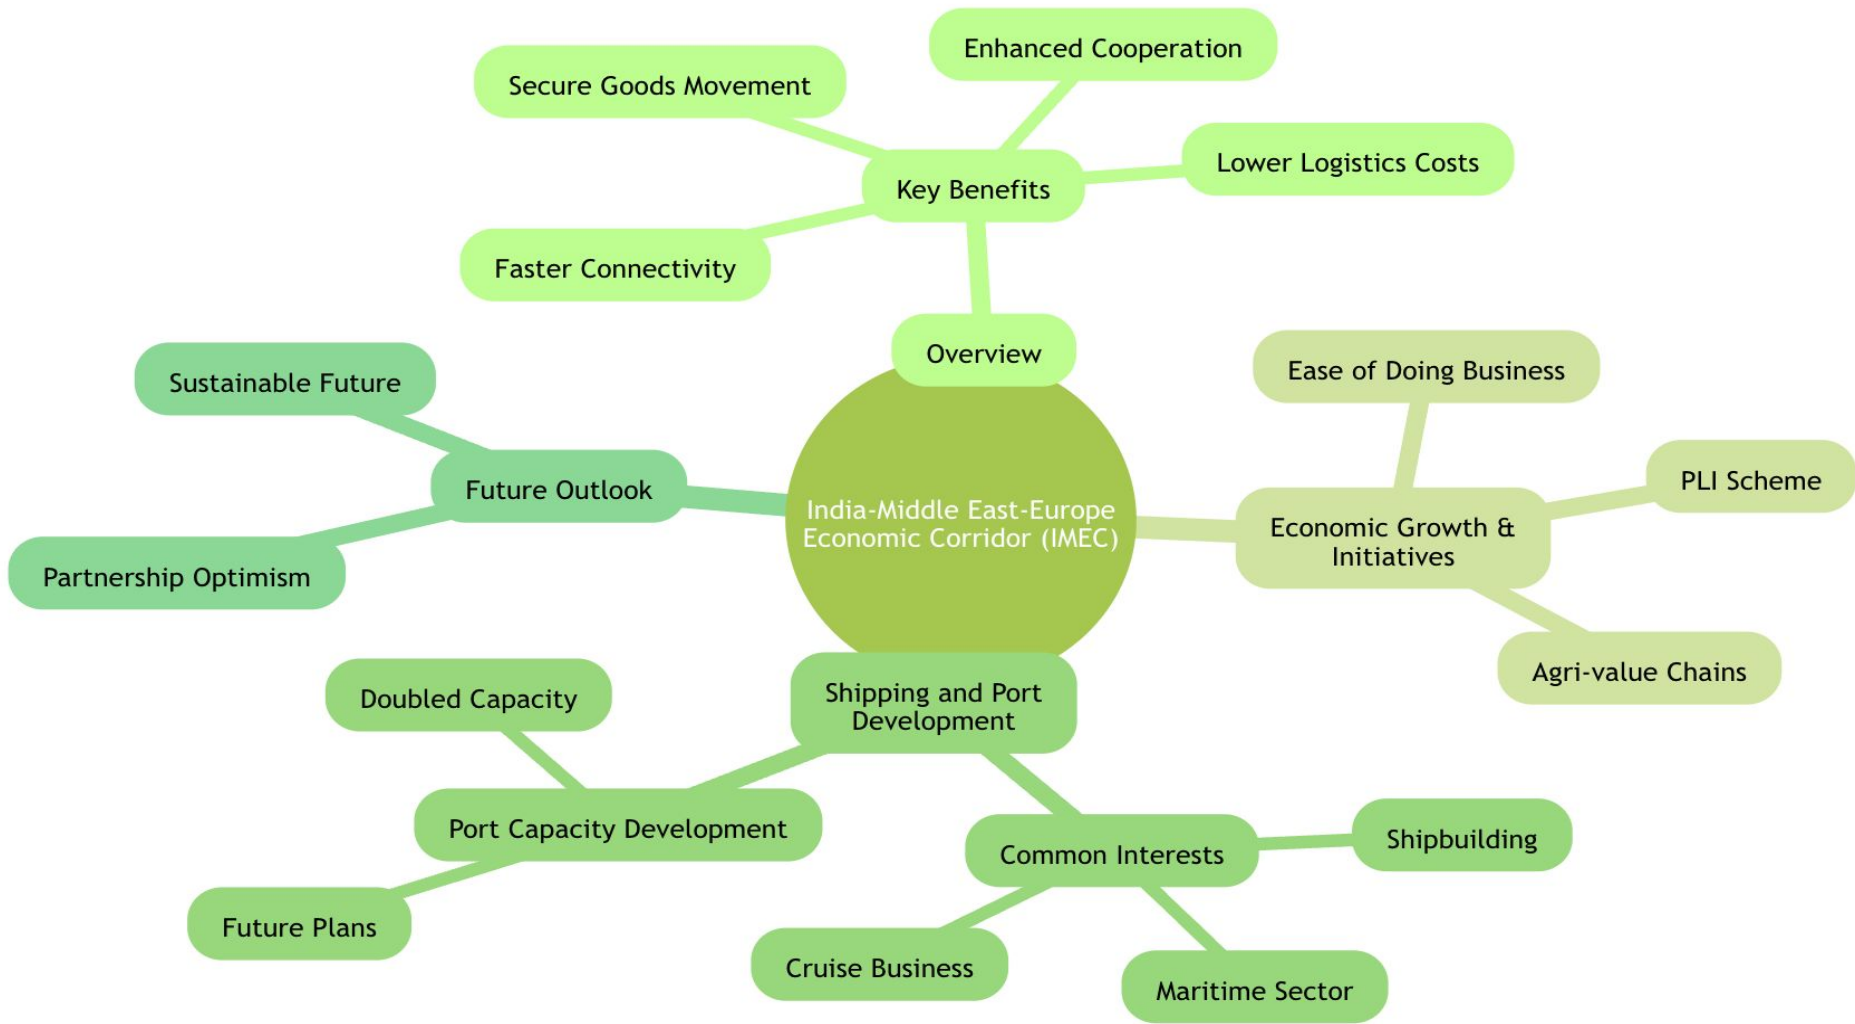 Enhanced Cooperation
Secure Goods Movement
Lower Logistics Costs
Key Benefits
Faster Connectivity
Overview
Sustainable Future
Ease of Doing Business
PLI Scheme
Future Outlook
India-Middle East-Europe
Economic Corridor (IMEC)
Economic Growth &
Initiatives
Partnership Optimism
Agri-value Chains
Doubled Capacity
Shipping and Port
Development
Port Capacity Development
Common Interests
Shipbuilding
Future Plans
Cruise Business
Maritime Sector